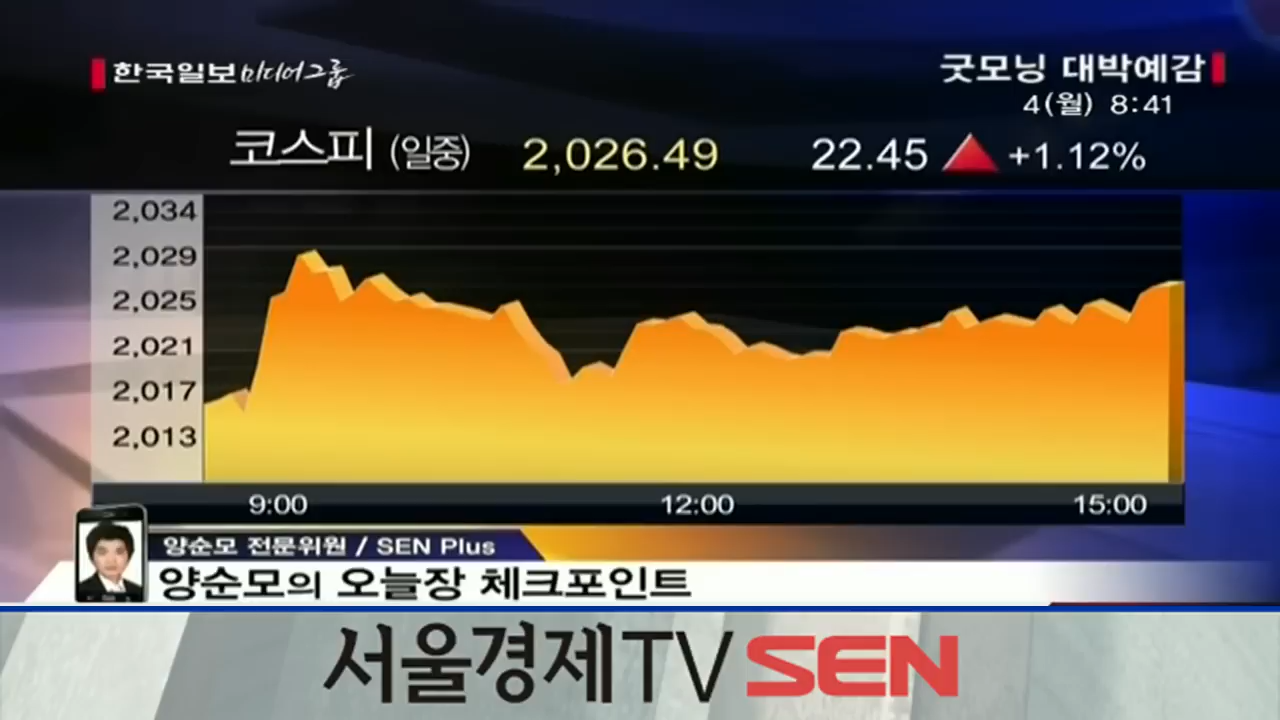 한국일보 미디어그룹
굿모닝 대박예감
4(월) 8:41
코스피 (일중) 2,026.49 22.45 ▲ +1.12%
2,034
2,029
2,025
2,021
2,017
2,013
9:00 12:00 15:00
양순모 전문위원 / SEN Plus
양순모의 오늘장 체크포인트
서울경제TV SEN